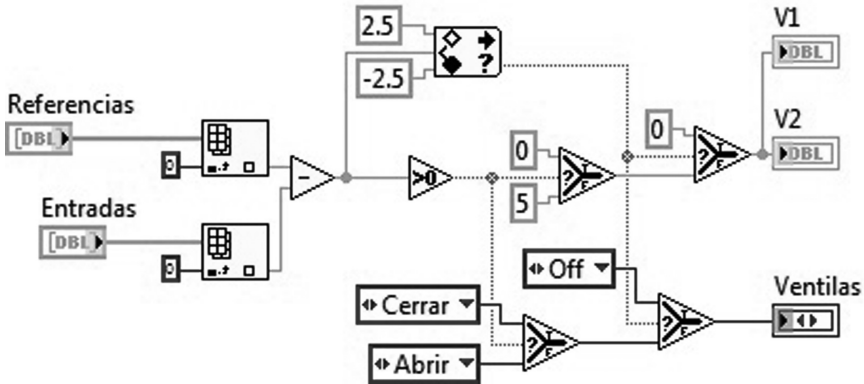 V1
2.5
DBL
?
-2.5
Referencias
[DBL]
0
0
V2
?
T
F
DBL
0
-
>0
?
T
F
5
Entradas
[DBL]
0
Off
Ventilas
Cerrar
?
T
F
Abrir
?
T
F